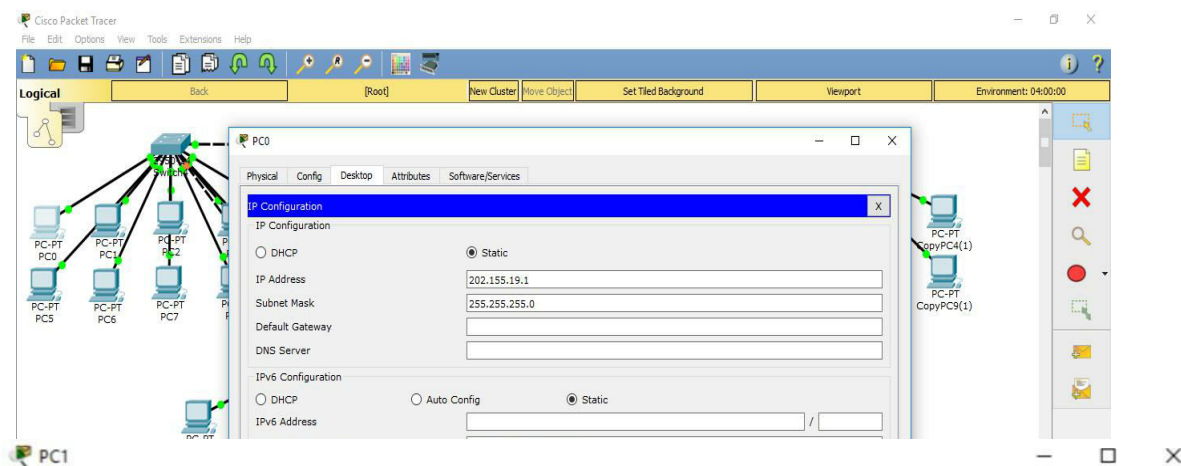 Cisco Packet Tracer
File Edit Options View Tools Extensions Help
Logical Back [Root] New Cluster Move Object Set Tiled Background Viewport Environment: 04:00:00
PC0
Physical Config Desktop Attributes Software/Services
IP Configuration X
IP Configuration
DHCP Static
IP Address 202.155.19.1
Subnet Mask 255.255.255.0
Default Gateway
DNS Server
IPv6 Configuration
DHCP Auto Config Static
IPv6 Address /
PC-PT
PC0
PC-PT
PC1
PC-PT
PC2
PC-PT
PC5
PC-PT
PC6
PC-PT
PC7
PC-PT
CopyPC4(1)
PC-PT
CopyPC9(1)
PC1